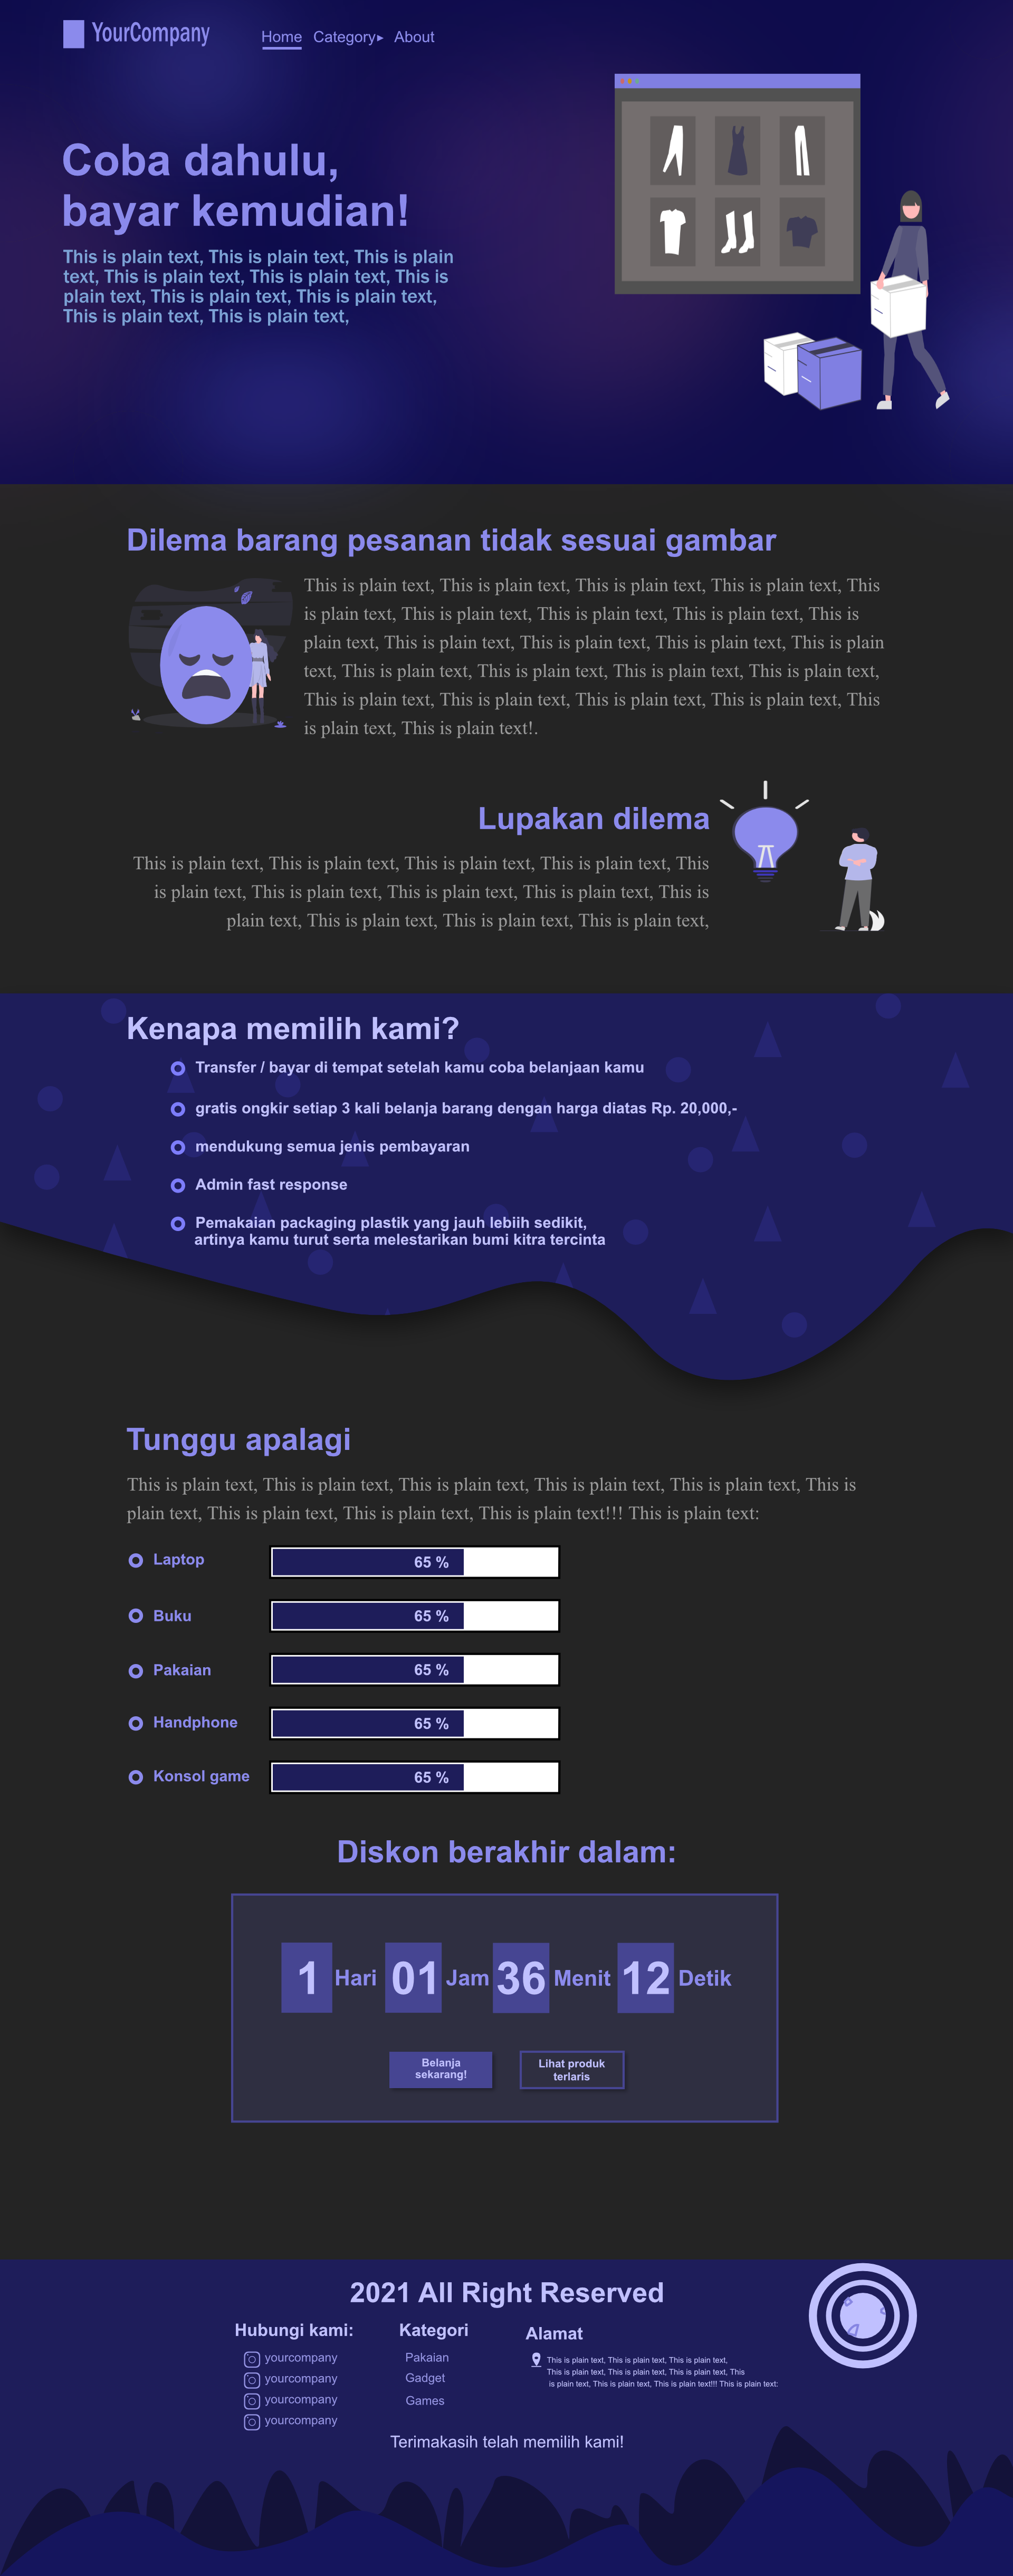 YourCompany
Home Category▸ About
Coba dahulu,
bayar kemudian!
This is plain text, This is plain text, This is plain
text, This is plain text, This is plain text, This is
plain text, This is plain text, This is plain text,
This is plain text, This is plain text,
Dilema barang pesanan tidak sesuai gambar
This is plain text, This is plain text, This is plain text, This is plain text, This
is plain text, This is plain text, This is plain text, This is plain text, This is
plain text, This is plain text, This is plain text, This is plain text, This is plain
text, This is plain text, This is plain text, This is plain text, This is plain text,
This is plain text, This is plain text, This is plain text, This is plain text, This
is plain text, This is plain text!.
Lupakan dilema
This is plain text, This is plain text, This is plain text, This is plain text, This
is plain text, This is plain text, This is plain text, This is plain text, This is
plain text, This is plain text, This is plain text, This is plain text,
Kenapa memilih kami?
Transfer / bayar di tempat setelah kamu coba belanjaan kamu
gratis ongkir setiap 3 kali belanja barang dengan harga diatas Rp. 20,000,-
mendukung semua jenis pembayaran
Admin fast response
Pemakaian packaging plastik yang jauh lebiih sedikit,
artinya kamu turut serta melestarikan bumi kitra tercinta
Tunggu apalagi
This is plain text, This is plain text, This is plain text, This is plain text, This is plain text, This is
plain text, This is plain text, This is plain text, This is plain text!!! This is plain text:
Laptop 65 %
Buku 65 %
Pakaian 65 %
Handphone 65 %
Konsol game 65 %
Diskon berakhir dalam:
1 Hari 01 Jam 36 Menit 12 Detik
Belanja
sekarang!
Lihat produk
terlaris
2021 All Right Reserved
Hubungi kami:
yourcompany
yourcompany
yourcompany
yourcompany
Kategori
Pakaian
Gadget
Games
Alamat
This is plain text, This is plain text, This is plain text,
This is plain text, This is plain text, This is plain text, This
is plain text, This is plain text, This is plain text!!! This is plain text:
Terimakasih telah memilih kami!